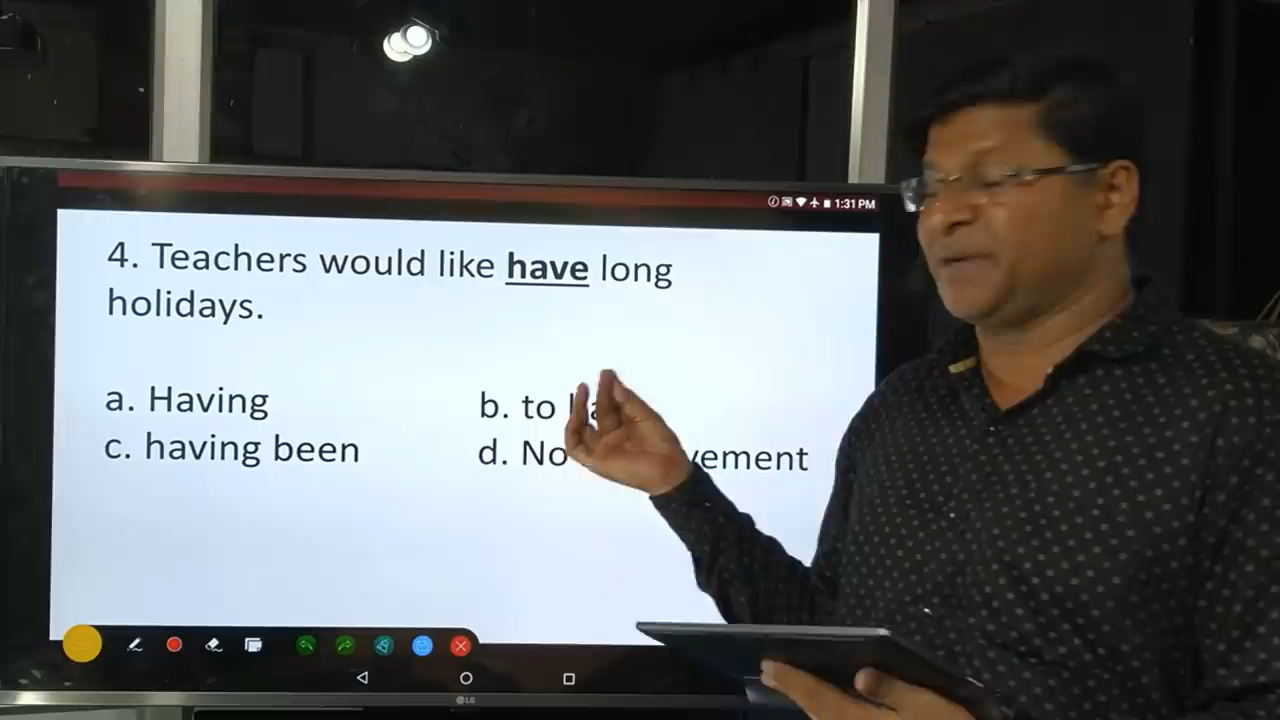 1:31 PM
4. Teachers would like have long
holidays.
a. Having
b. to
c. having been
d. No
LG